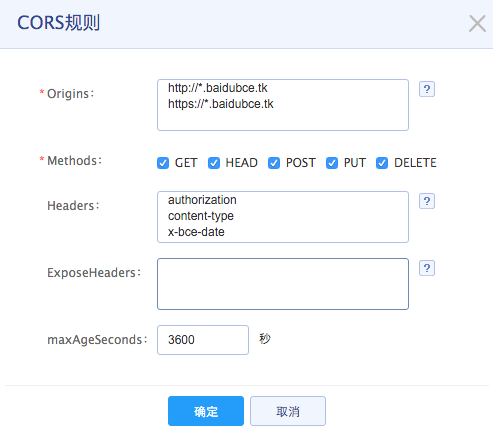 CORS规则
* Origins：
http://*.baidubce.tk
https://*.baidubce.tk
?
* Methods： GET HEAD POST PUT DELETE
Headers：
authorization
content-type
x-bce-date
?
ExposeHeaders： ?
maxAgeSeconds： 3600 秒
确定 取消